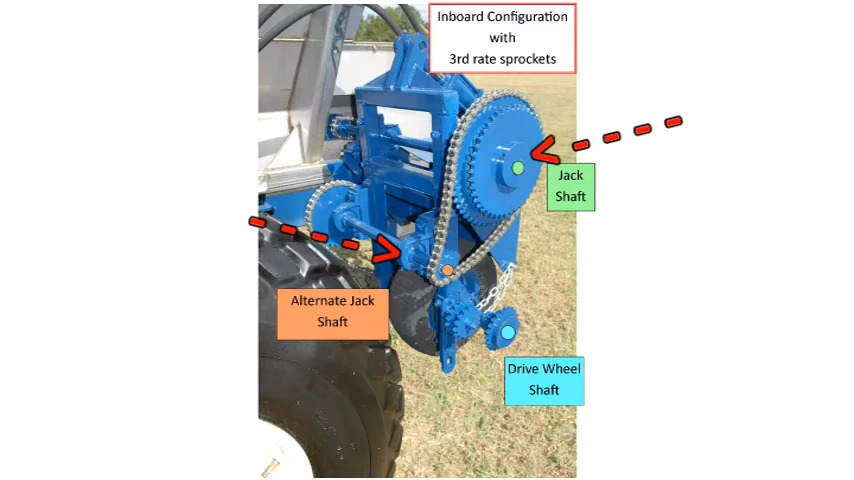 Inboard Configuration
with
3rd rate sprockets
Jack
Shaft
Alternate Jack
Shaft
Drive Wheel
Shaft